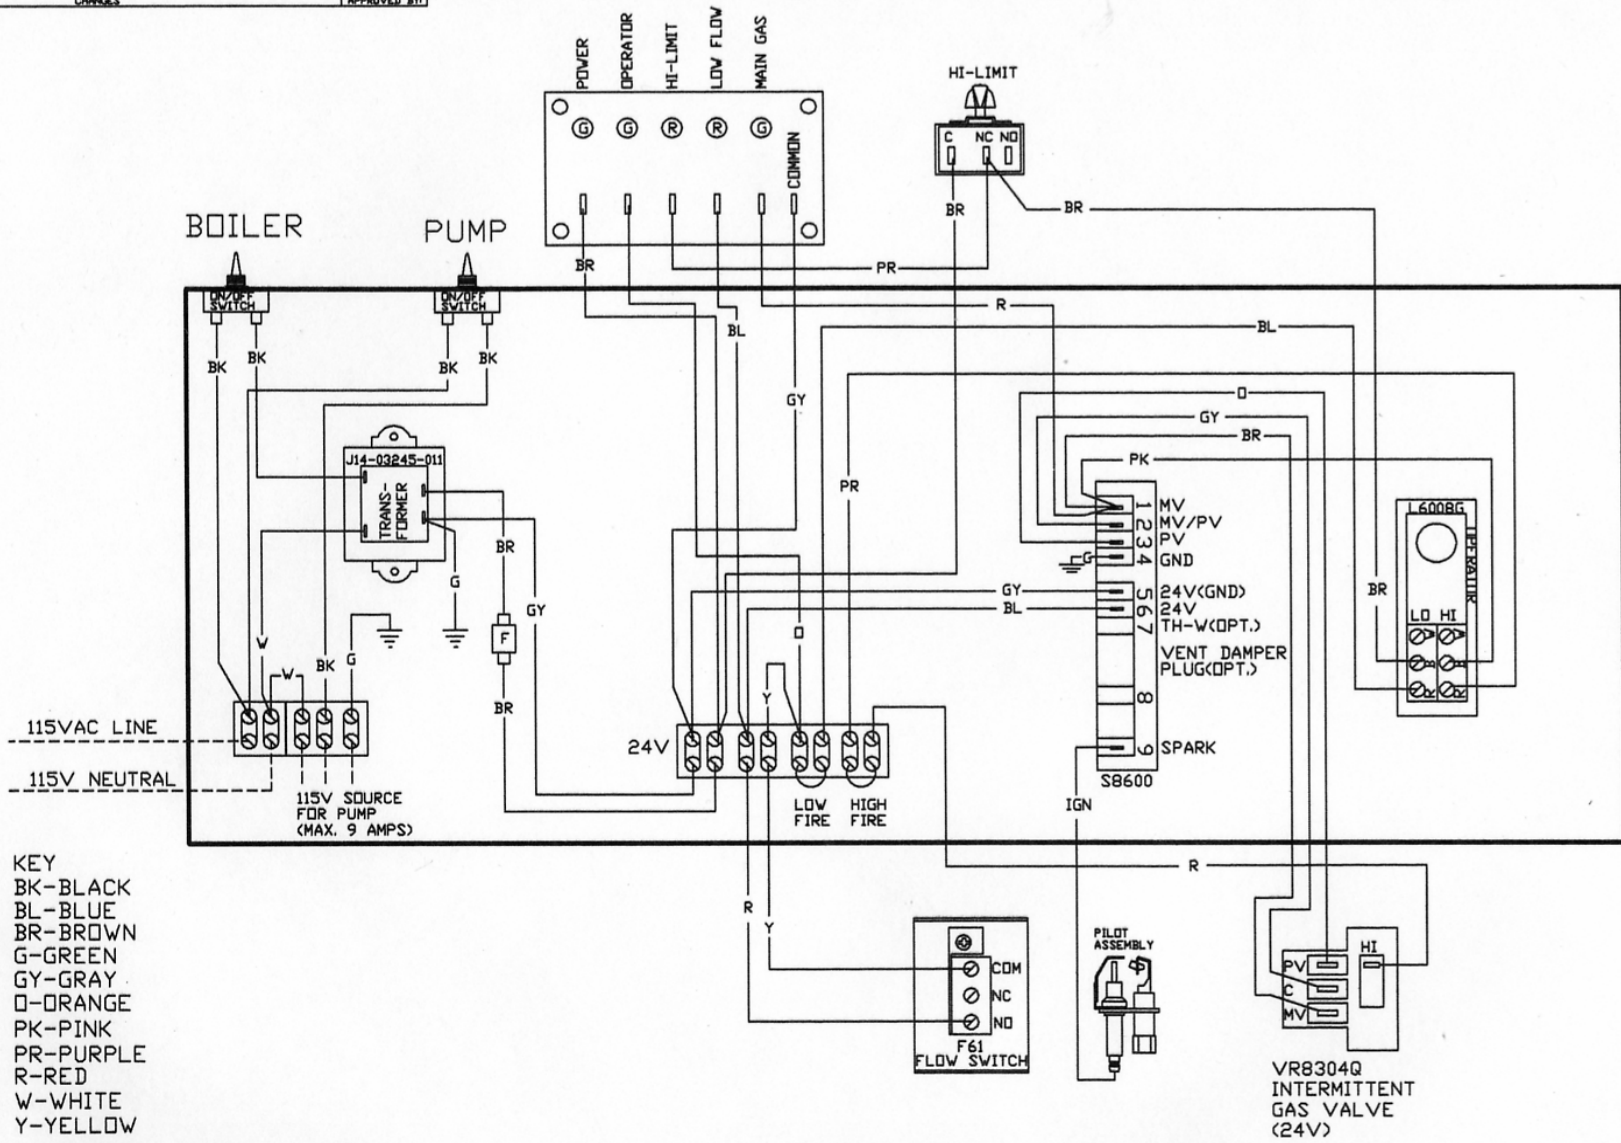 CHANGES
APPROVED BY:
POWER
OPERATOR
HI-LIMIT
LOW FLOW
MAIN GAS
G
G
R
R
G
COMMON
HI-LIMIT
C NC NO
BR
BR
BR
PR
BOILER
PUMP
ON/OFF
SWITCH
ON/OFF
SWITCH
R
BL
BL
BK
BK
BK
BK
GY
O
GY
BR
PK
PR
J14-03245-011
TRANS-
FORMER
BR
G
GY
F
BR
W
W
BK
G
1 MV
2 MV/PV
3 PV
4 GND
G
5 24V(GND)
6 24V
7 TH-W(OPT.)
VENT DAMPER
PLUG(OPT.)
8
9 SPARK
S8600
GY
BL
O
Y
L6008G
OPERATOR
LO HI
W
B
R
W
B
R
BR
115VAC LINE
115V NEUTRAL
115V SOURCE
FOR PUMP
(MAX. 9 AMPS)
24V
LOW
FIRE
HIGH
FIRE
IGN
R
R
Y
KEY
BK-BLACK
BL-BLUE
BR-BROWN
G-GREEN
GY-GRAY
O-ORANGE
PK-PINK
PR-PURPLE
R-RED
W-WHITE
Y-YELLOW
COM
NC
NO
F61
FLOW SWITCH
PILOT
ASSEMBLY
HI
PV
C
MV
VR8304Q
INTERMITTENT
GAS VALVE
(24V)